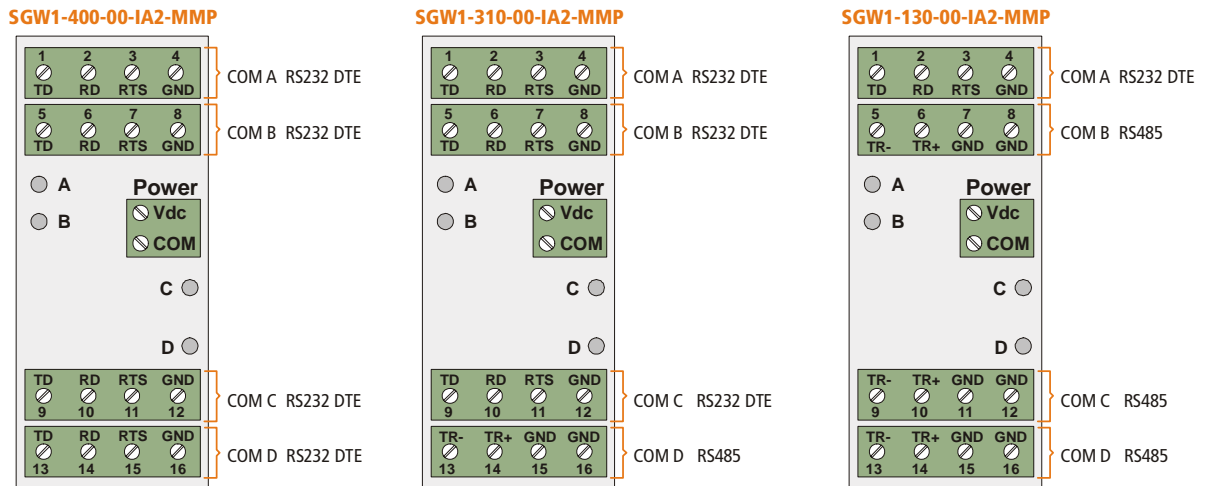 SGW1-400-00-IA2-MMP
1 2 3 4
TD RD RTS GND
COM A RS232 DTE
5 6 7 8
TD RD RTS GND
COM B RS232 DTE
A
B
Power
Vdc
COM
C
D
TD RD RTS GND
9 10 11 12
COM C RS232 DTE
TD RD RTS GND
13 14 15 16
COM D RS232 DTE
SGW1-310-00-IA2-MMP
1 2 3 4
TD RD RTS GND
COM A RS232 DTE
5 6 7 8
TD RD RTS GND
COM B RS232 DTE
A
B
Power
Vdc
COM
C
D
TD RD RTS GND
9 10 11 12
COM C RS232 DTE
TR- TR+ GND GND
13 14 15 16
COM D RS485
SGW1-130-00-IA2-MMP
1 2 3 4
TD RD RTS GND
COM A RS232 DTE
5 6 7 8
TR- TR+ GND GND
COM B RS485
A
B
Power
Vdc
COM
C
D
TR- TR+ GND GND
9 10 11 12
COM C RS485
TR- TR+ GND GND
13 14 15 16
COM D RS485